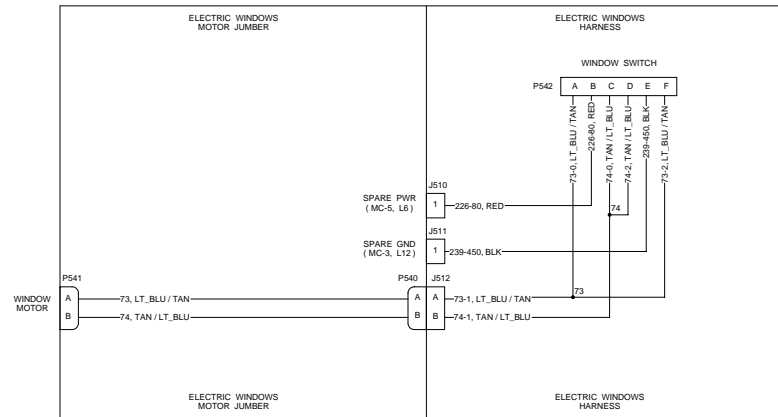 ELECTRIC WINDOWS
MOTOR JUMBER
ELECTRIC WINDOWS
HARNESS
WINDOW SWITCH
P542
A B C D E F
73-0, LT_BLU / TAN
226-80, RED
74-0, TAN / LT_BLU
74-2, TAN / LT_BLU
239-450, BLK
73-2, LT_BLU / TAN
J510
SPARE PWR
( MC-5, L6 )
1
226-80, RED
74
J511
SPARE GND
( MC-3, L12 )
1
239-450, BLK
P541
P540
J512
WINDOW
MOTOR
A
73, LT_BLU / TAN
A
A
73-1, LT_BLU / TAN
73
B
74, TAN / LT_BLU
B
B
74-1, TAN / LT_BLU
ELECTRIC WINDOWS
MOTOR JUMBER
ELECTRIC WINDOWS
HARNESS